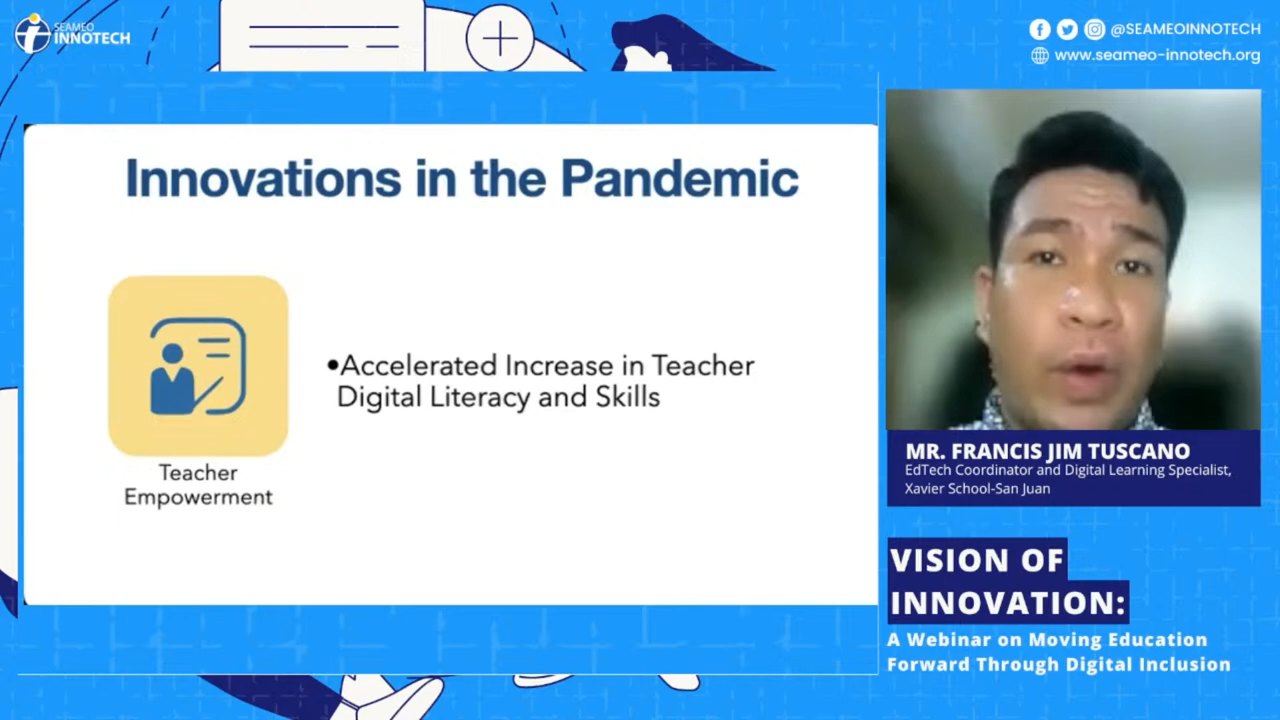 SEAMEO
INNOTECH
@SEAMEOINNOTECH
www.seameo-innotech.org
Innovations in the Pandemic
•Accelerated Increase in Teacher
Digital Literacy and Skills
Teacher
Empowerment
MR. FRANCIS JIM TUSCANO
EdTech Coordinator and Digital Learning Specialist,
Xavier School-San Juan
VISION OF
INNOVATION:
A Webinar on Moving Education
Forward Through Digital Inclusion